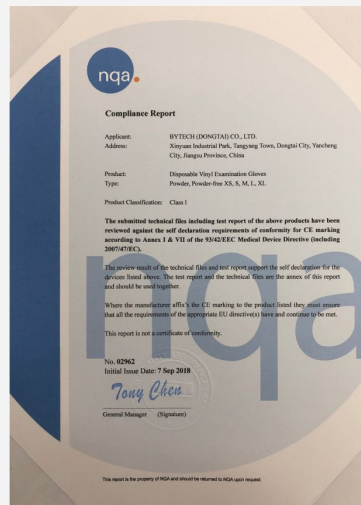 nqa.
Compliance Report
Applicant: BYTECH (DONGTAI) CO., LTD.
Address: Xinyuan Industrial Park, Tangyang Town, Dongtai City, Yancheng
City, Jiangsu Province, China
Product: Disposable Vinyl Examination Gloves
Type: Powder, Powder-free XS, S, M, L, XL
Product Classification: Class I
The submitted technical files including test report of the above products have been
reviewed against the self declaration requirements of conformity for CE marking
according to Annex I & VII of the 93/42/EEC Medical Device Directive (including
2007/47/EC).
The review result of the technical files and test report support the self declaration for the
devices listed above. The test report and the technical files are the annex of this report
and should be used together.
Where the manufacturer affix's the CE marking to the product listed they must ensure
that all the requirements of the appropriate EU directive(s) have and continue to be met.
This report is not a certificate of conformity.
No. 02962
Initial Issue Date: 7 Sep 2018
Tony Chen
General Manager (Signature)
This report is the property of NQA and should be returned to NQA upon request.
nqa